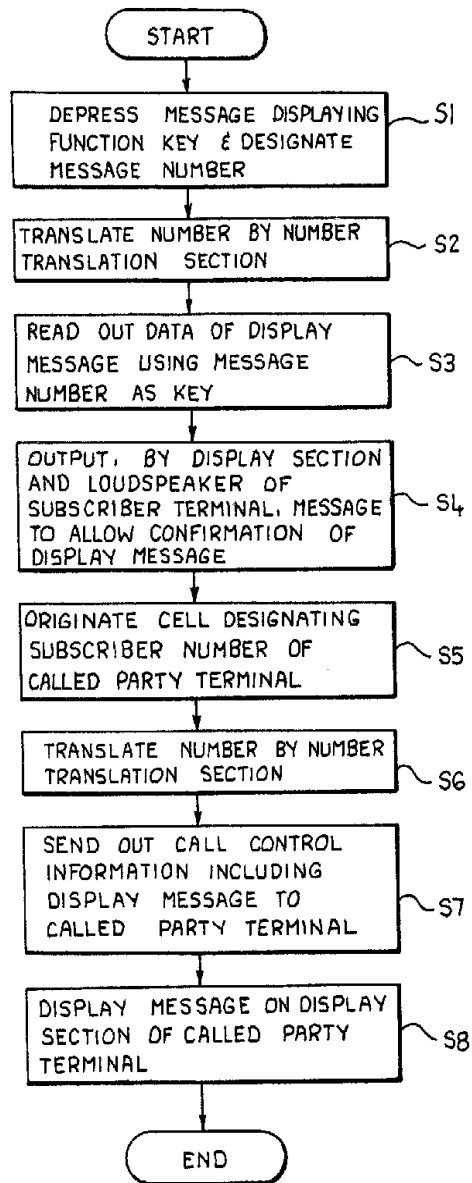 START
DEPRESS MESSAGE DISPLAYING
FUNCTION KEY & DESIGNATE
MESSAGE NUMBER
S1
TRANSLATE NUMBER BY NUMBER
TRANSLATION SECTION
S2
READ OUT DATA OF DISPLAY
MESSAGE USING MESSAGE
NUMBER AS KEY
S3
OUTPUT, BY DISPLAY SECTION
AND LOUDSPEAKER OF
SUBSCRIBER TERMINAL, MESSAGE
TO ALLOW CONFIRMATION OF
DISPLAY MESSAGE
S4
ORIGINATE CELL DESIGNATING
SUBSCRIBER NUMBER OF
CALLED PARTY TERMINAL
S5
TRANSLATE NUMBER BY NUMBER
TRANSLATION SECTION
S6
SEND OUT CALL CONTROL
INFORMATION INCLUDING
DISPLAY MESSAGE TO
CALLED PARTY TERMINAL
S7
DISPLAY MESSAGE ON DISPLAY
SECTION OF CALLED PARTY
TERMINAL
S8
END